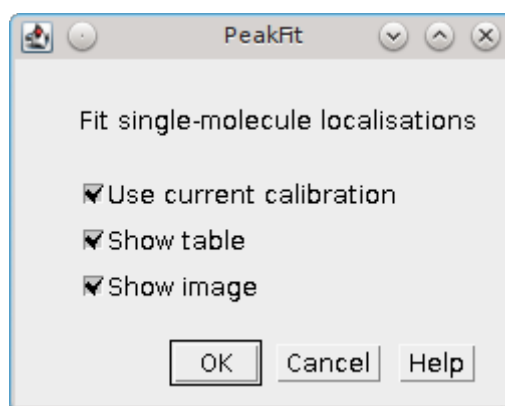 PeakFit
Fit single-molecule localisations
Use current calibration
Show table
Show image
OK Cancel Help